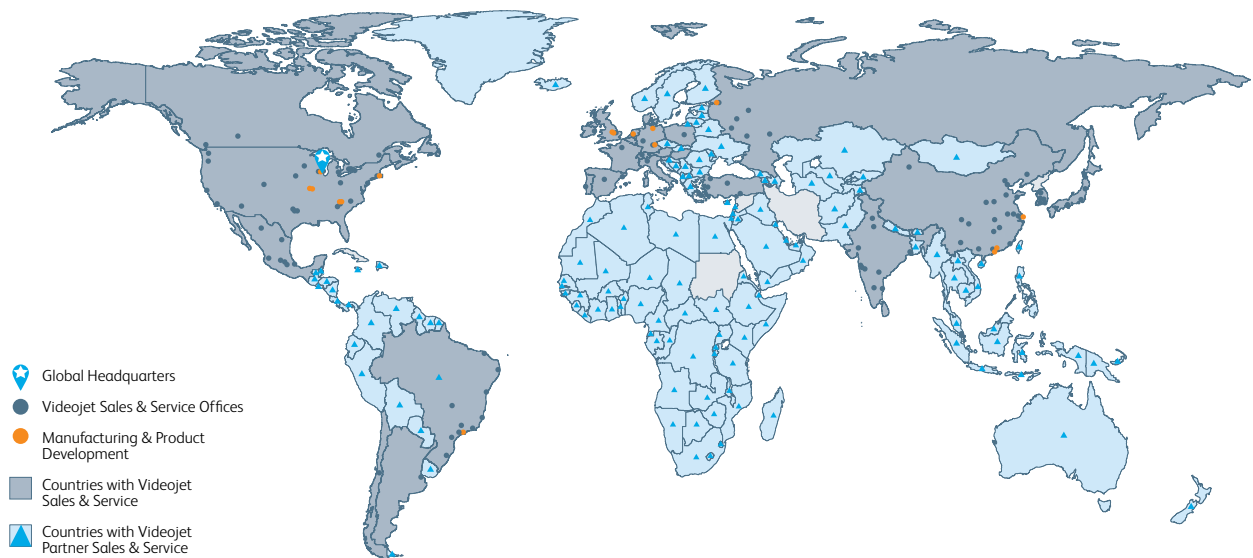 Global Headquarters
Videojet Sales & Service Offices
Manufacturing & Product
Development
Countries with Videojet
Sales & Service
Countries with Videojet
Partner Sales & Service